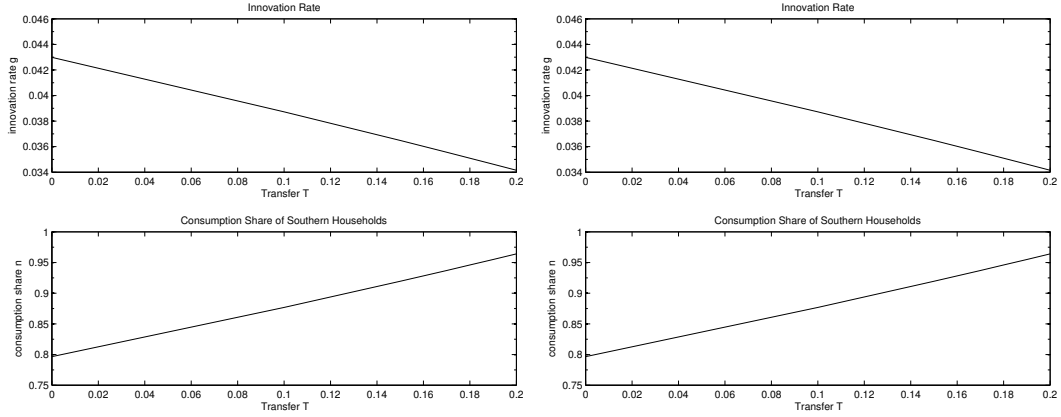 Innovation Rate
innovation rate g
0.046
0.044
0.042
0.04
0.038
0.036
0.034
0 0.02 0.04 0.06 0.08 0.1 0.12 0.14 0.16 0.18 0.2
Transfer T
Consumption Share of Southern Households
consumption share n
1
0.95
0.9
0.85
0.8
0.75
0 0.02 0.04 0.06 0.08 0.1 0.12 0.14 0.16 0.18 0.2
Transfer T
Innovation Rate
innovation rate g
0.046
0.044
0.042
0.04
0.038
0.036
0.034
0 0.02 0.04 0.06 0.08 0.1 0.12 0.14 0.16 0.18 0.2
Transfer T
Consumption Share of Southern Households
consumption share n
1
0.95
0.9
0.85
0.8
0.75
0 0.02 0.04 0.06 0.08 0.1 0.12 0.14 0.16 0.18 0.2
Transfer T